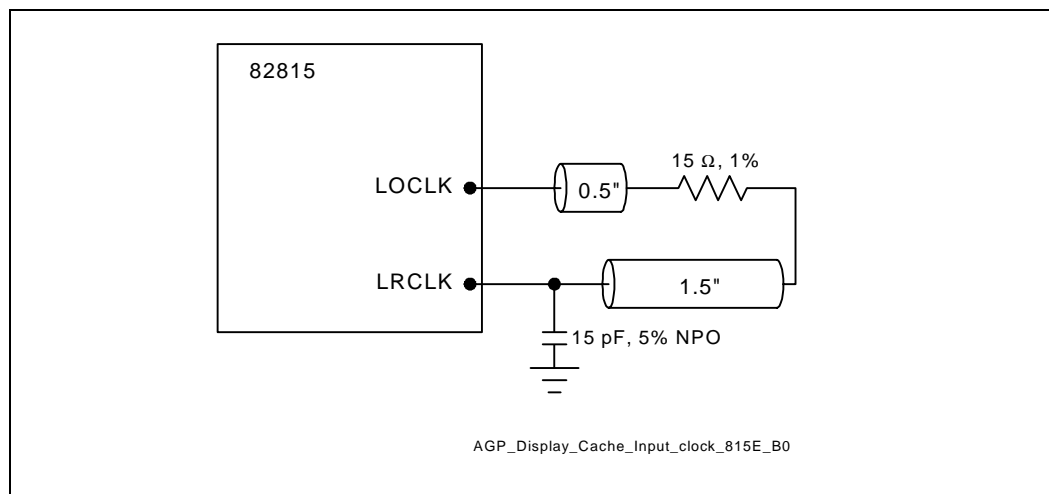 82815
15 Ω, 1%
LOCLK
0.5"
LRCLK
1.5"
15 pF, 5% NPO
AGP_Display_Cache_Input_clock_815E_B0